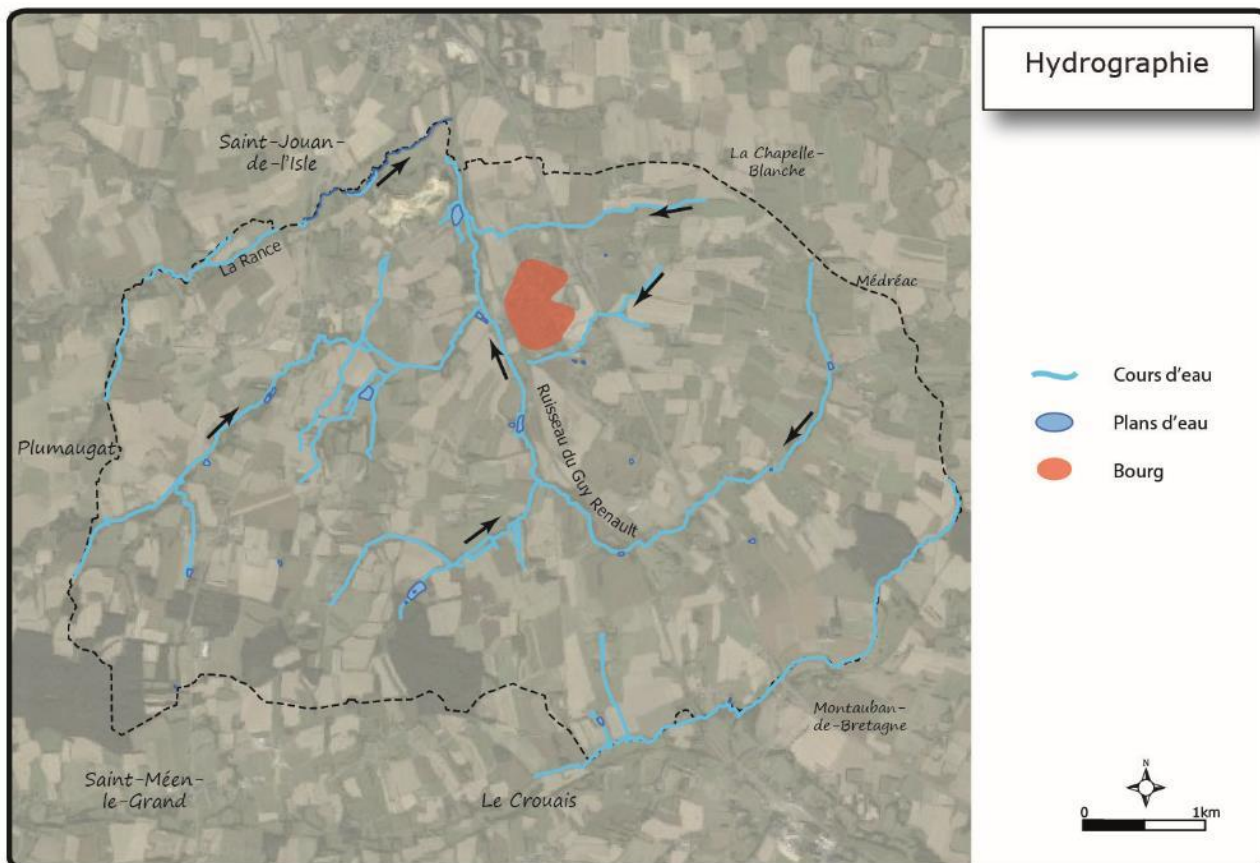 Hydrographie
Saint-Jouan-
de-l'Isle
La Chapelle-
Blanche
La Rance
Médréac
Plumaugat
Ruisseau du Guy Renault
Cours d'eau
Plans d'eau
Bourg
Montauban-
de-Bretagne
Saint-Méen-
le-Grand
Le Crouais
N
0 1km